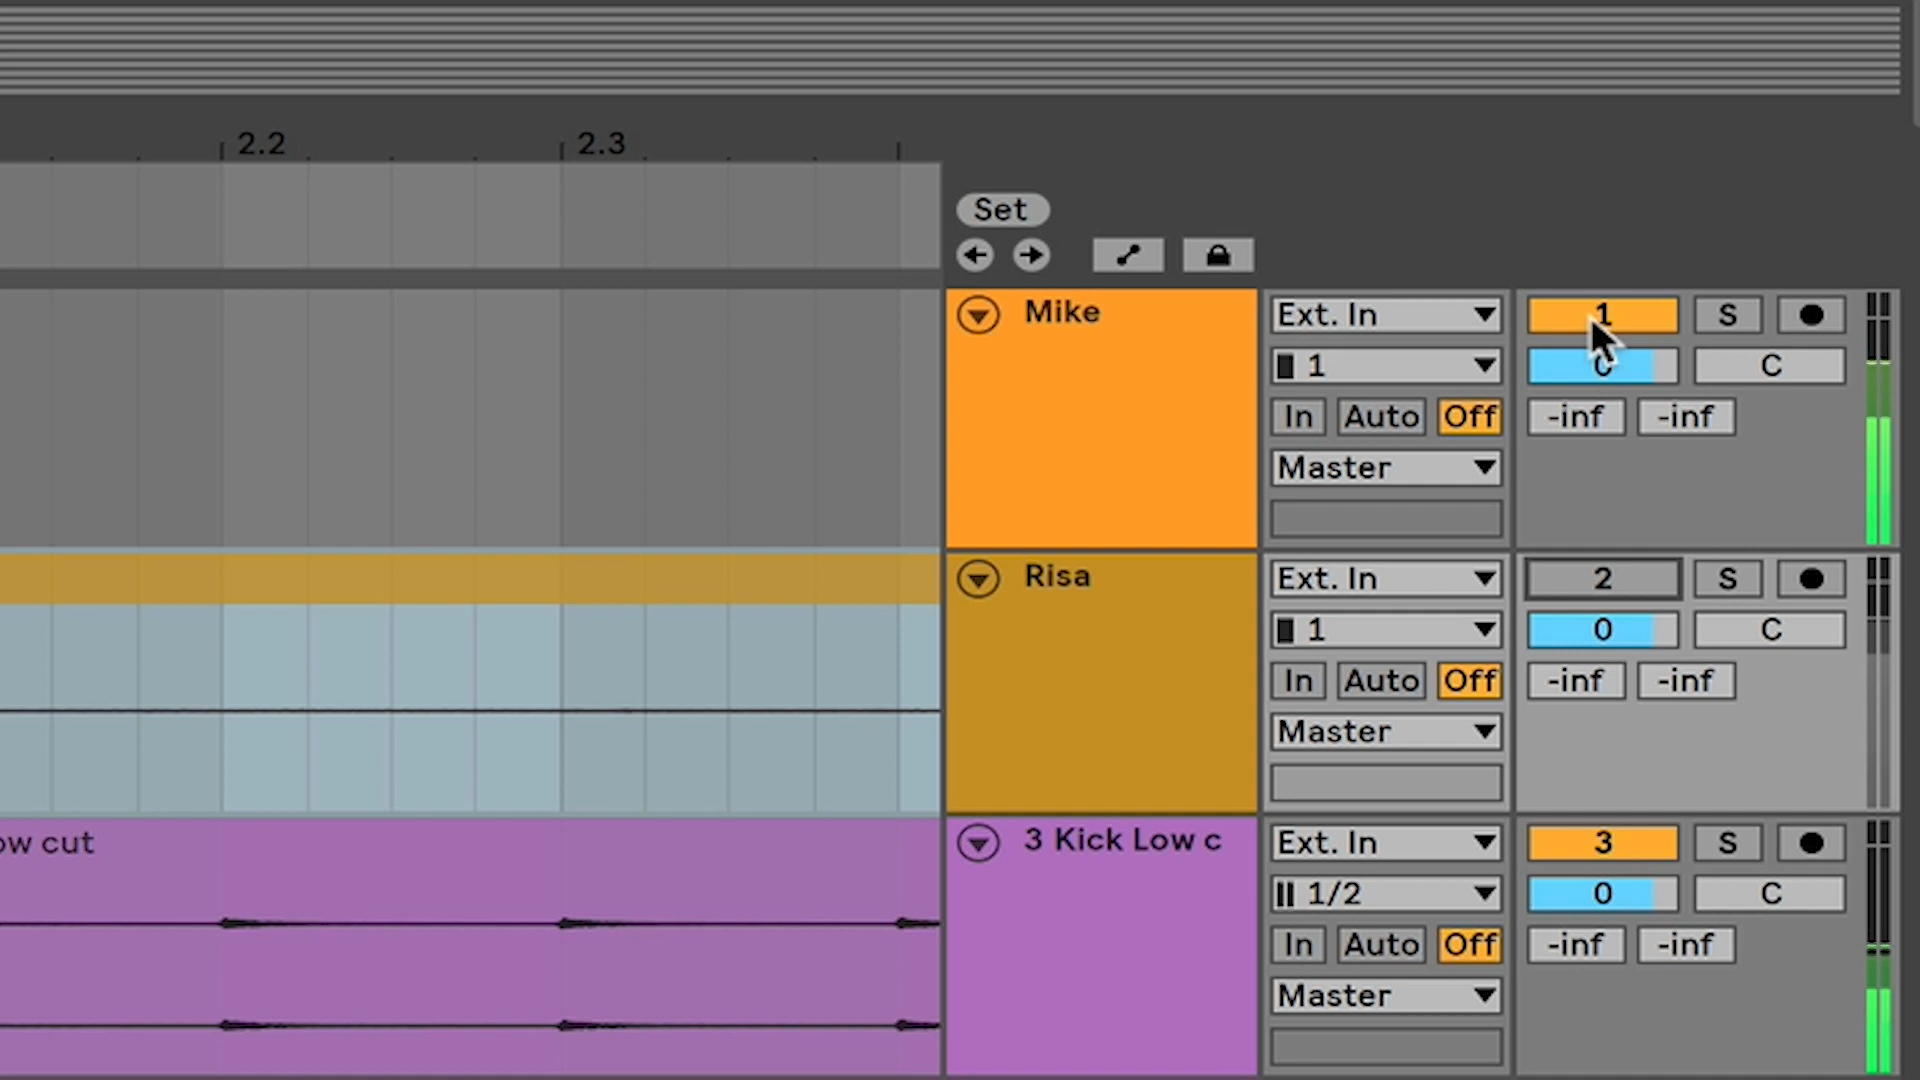 2.2 2.3
Set
Mike Ext. In 1 S
1 0 C
In Auto Off -inf -inf
Master
Risa Ext. In 2 S
1 0 C
In Auto Off -inf -inf
Master
ow cut 3 Kick Low c Ext. In 3 S
1/2 0 C
In Auto Off -inf -inf
Master